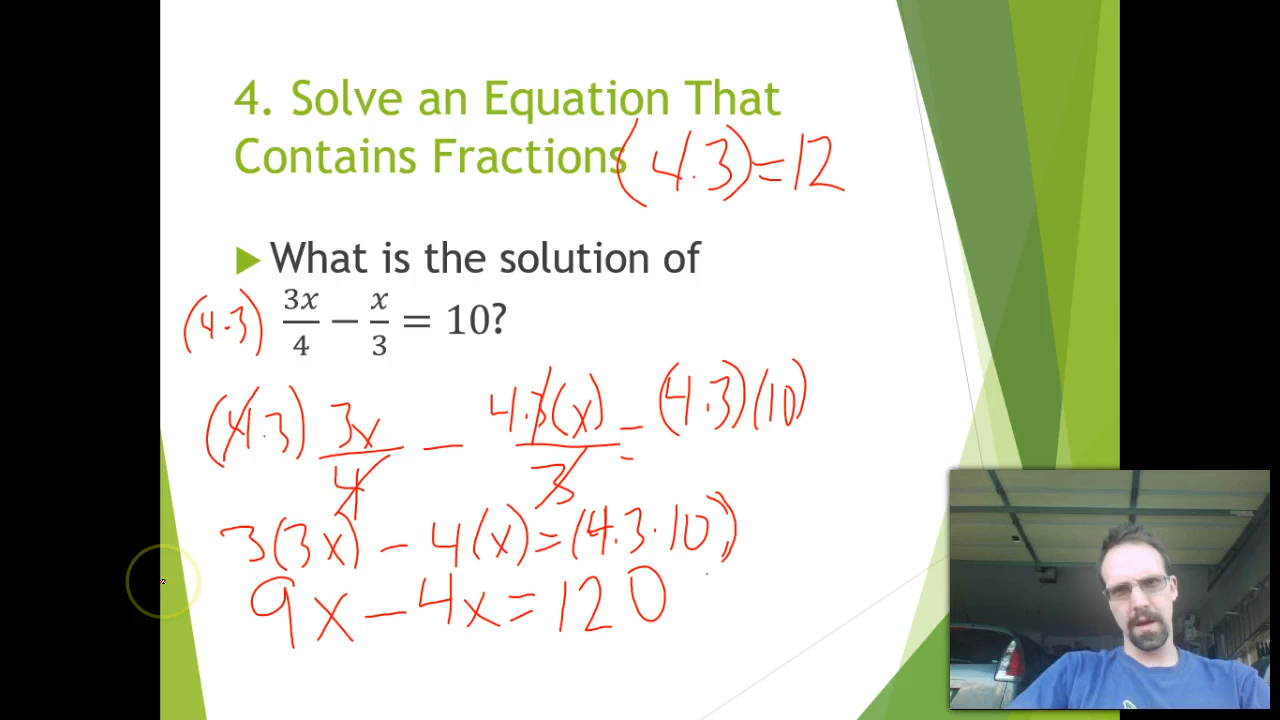 4. Solve an Equation That
Contains Fractions
(4·3)=12
What is the solution of
(4·3) 3x/4 − x/3 = 10?
(4·3) 3x/4 − 4·3(x)/3 = (4·3)(10)
3(3x) − 4(x) = (4·3·10)
9x − 4x = 120